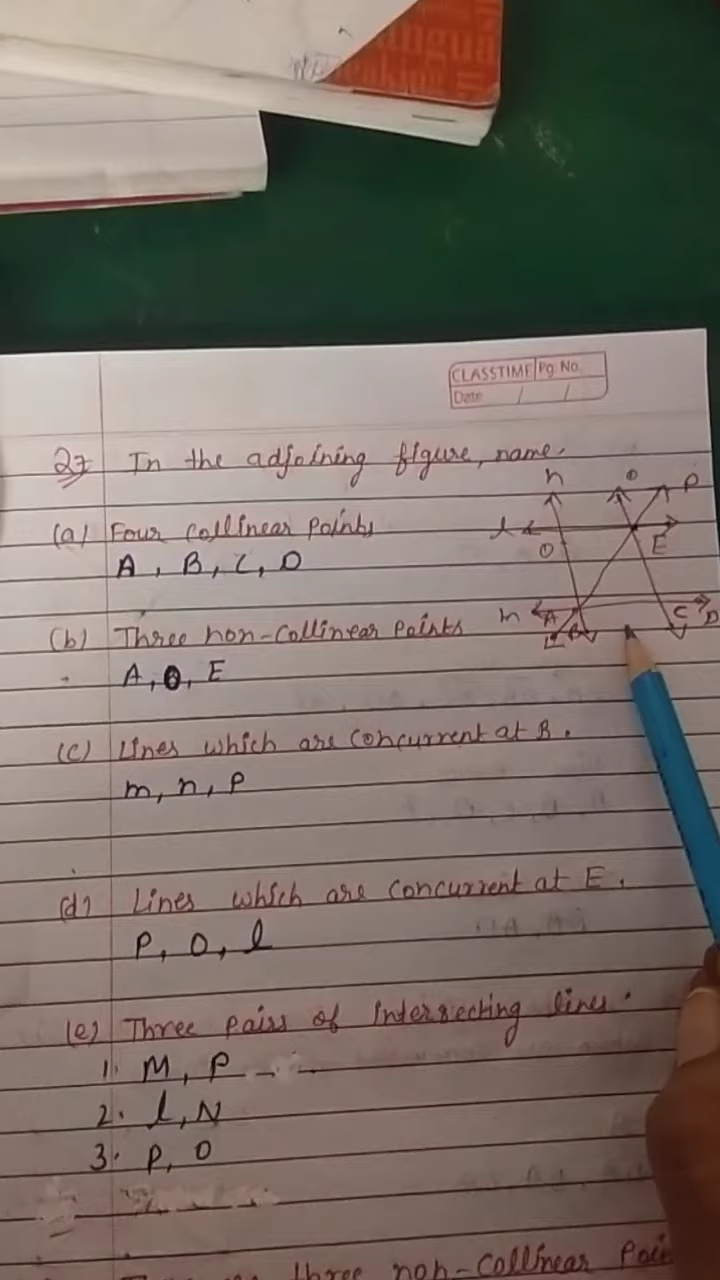 CLASSTIME Pg. No.
Date / /
Q7 In the adjoining figure, name.
n O P
(a) Four collinear points
l O E
A, B, C, D
(b) Three non-collinear points
m A B C D
A, O, E
(c) Lines which are concurrent at B.
m, n, p
(d) Lines which are concurrent at E.
P, O, l
(e) Three pairs of intersecting lines.
1. M, P
2. l, N
3. P, O
three non-collinear